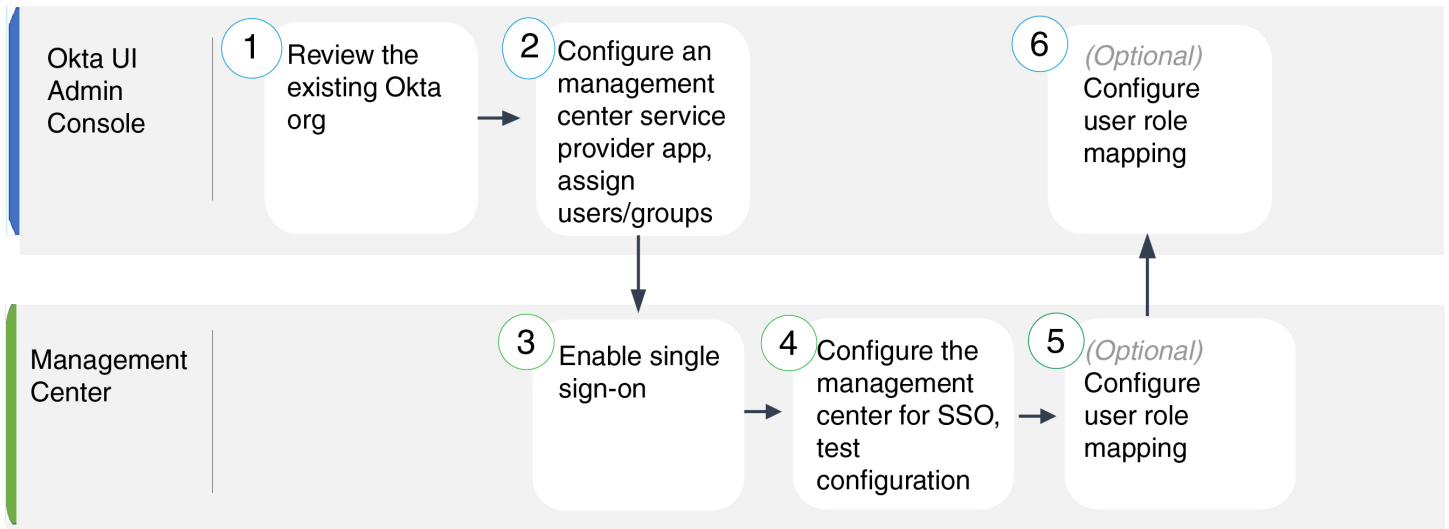 Okta UI
Admin
Console
1
Review the
existing Okta
org
2
Configure an
management
center service
provider app,
assign
users/groups
6
(Optional)
Configure
user role
mapping
Management
Center
3
Enable single
sign-on
4
Configure the
management
center for SSO,
test
configuration
5
(Optional)
Configure
user role
mapping